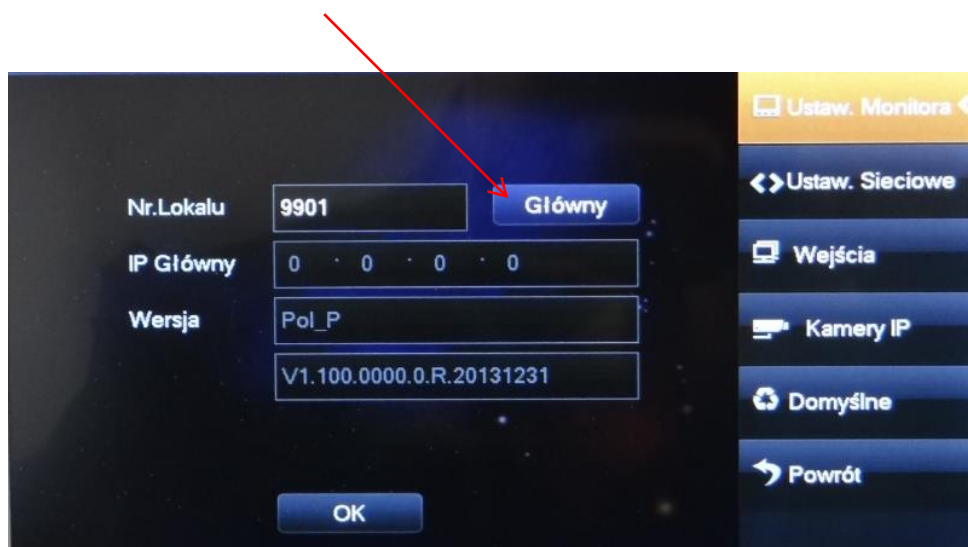 Nr.Lokalu 9901 Główny
IP Główny 0 . 0 . 0 . 0
Wersja Pol_P
V1.100.0000.0.R.20131231
OK
Ustaw. Monitora
Ustaw. Sieciowe
Wejścia
Kamery IP
Domyślne
Powrót